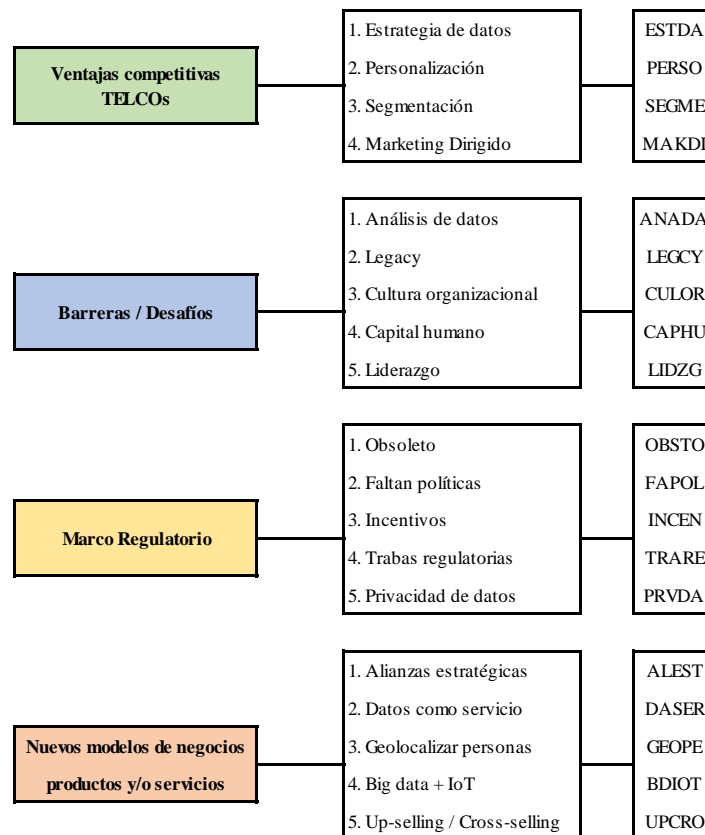 Ventajas competitivas
TELCOs
1. Estrategia de datos
2. Personalización
3. Segmentación
4. Marketing Dirigido
ESTDA
PERSO
SEGME
MAKDI
Barreras / Desafíos
1. Análisis de datos
2. Legacy
3. Cultura organizacional
4. Capital humano
5. Liderazgo
ANADA
LEGCY
CULOR
CAPHU
LIDZG
Marco Regulatorio
1. Obsoleto
2. Faltan políticas
3. Incentivos
4. Trabas regulatorias
5. Privacidad de datos
OBSTO
FAPOL
INCEN
TRARE
PRVDA
Nuevos modelos de negocios
productos y/o servicios
1. Alianzas estratégicas
2. Datos como servicio
3. Geolocalizar personas
4. Big data + IoT
5. Up-selling / Cross-selling
ALEST
DASER
GEOPE
BDIOT
UPCRO